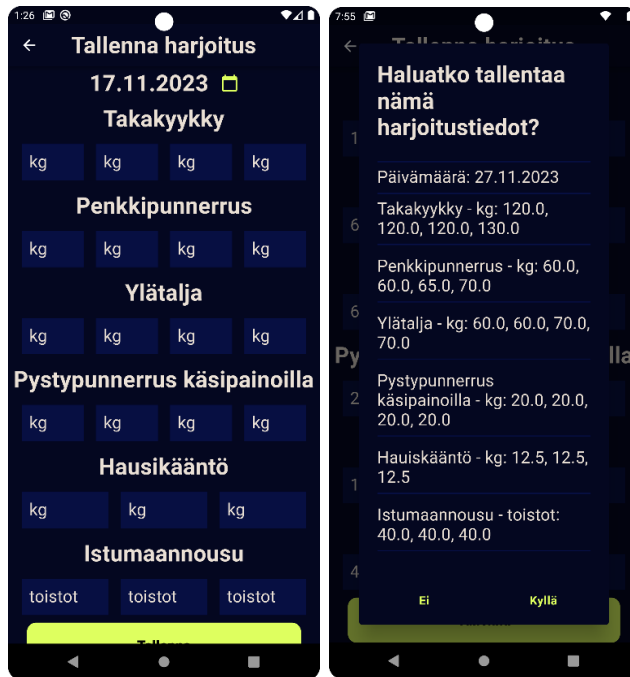 1:26
Tallenna harjoitus
17.11.2023
Takakyykky
kg kg kg kg
Penkkipunnerrus
kg kg kg kg
Ylätalja
kg kg kg kg
Pystypunnerrus käsipainoilla
kg kg kg kg
Hausikääntö
kg kg kg
Istumaannousu
toistot toistot toistot
7:55
Haluatko tallentaa
nämä
harjoitustiedot?
Päivämäärä: 27.11.2023
Takakyykky - kg: 120.0,
120.0, 120.0, 130.0
Penkkipunnerrus - kg: 60.0,
60.0, 65.0, 70.0
Ylätalja - kg: 60.0, 60.0, 70.0,
70.0
Pystypunnerrus
käsipainoilla - kg: 20.0, 20.0,
20.0, 20.0
Hauiskääntö - kg: 12.5, 12.5,
12.5
Istumaannousu - toistot:
40.0, 40.0, 40.0
Ei Kyllä